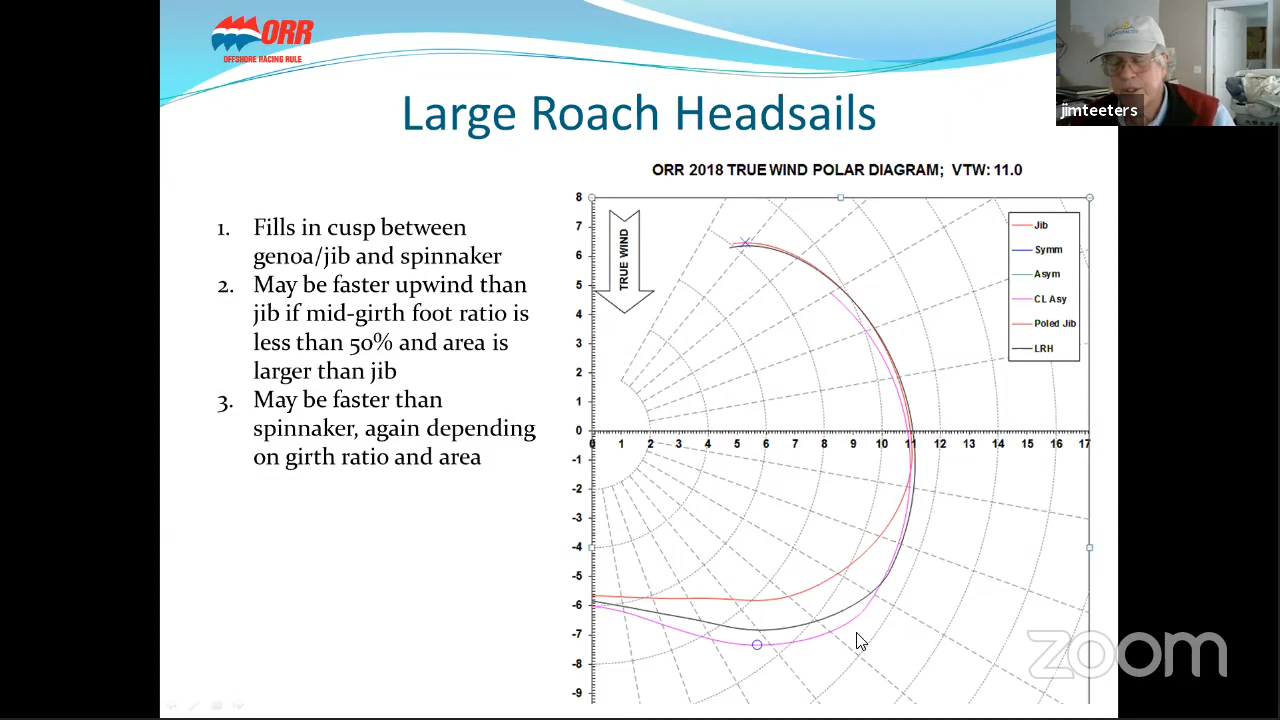 ORR
OFFSHORE RACING RULE
jimteeters
Large Roach Headsails
1. Fills in cusp between
genoa/jib and spinnaker
2. May be faster upwind than
jib if mid-girth foot ratio is
less than 50% and area is
larger than jib
3. May be faster than
spinnaker, again depending
on girth ratio and area
ORR 2018 TRUE WIND POLAR DIAGRAM; VTW: 11.0
TRUE WIND
8
7
6
5
4
3
2
1
0
-1
-2
-3
-4
-5
-6
-7
-8
-9
0 1 2 3 4 5 6 7 8 9 10 11 12 13 14 15 16 17
Jib
Symm
Asym
CL Asy
Poled Jib
LRH
zoom